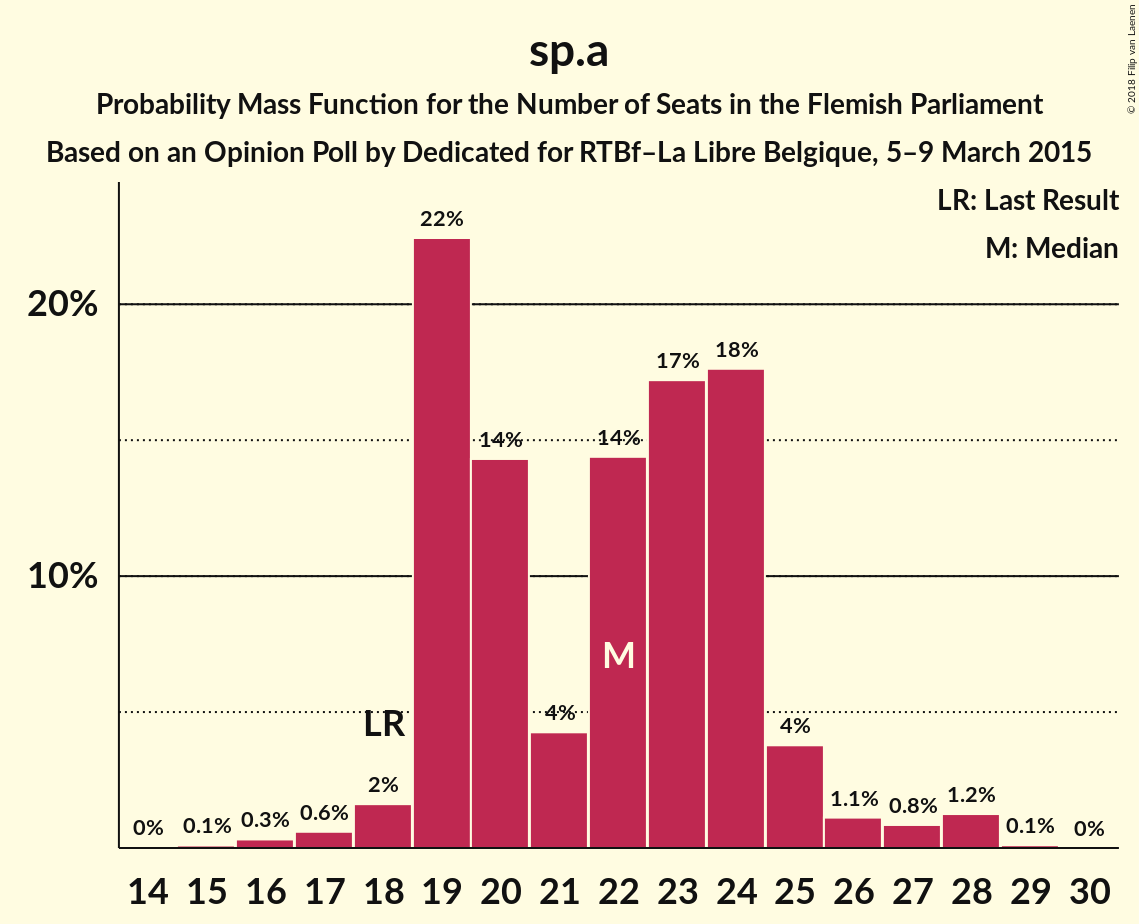 © 2018 Filip van Laenen
sp.a
Probability Mass Function for the Number of Seats in the Flemish Parliament
Based on an Opinion Poll by Dedicated for RTBf–La Libre Belgique, 5–9 March 2015
LR: Last Result
M: Median
20%
10%
0%
0.1%
0.3%
0.6%
2%
LR
22%
14%
4%
14%
M
17%
18%
4%
1.1%
0.8%
1.2%
0.1%
0%
14 15 16 17 18 19 20 21 22 23 24 25 26 27 28 29 30